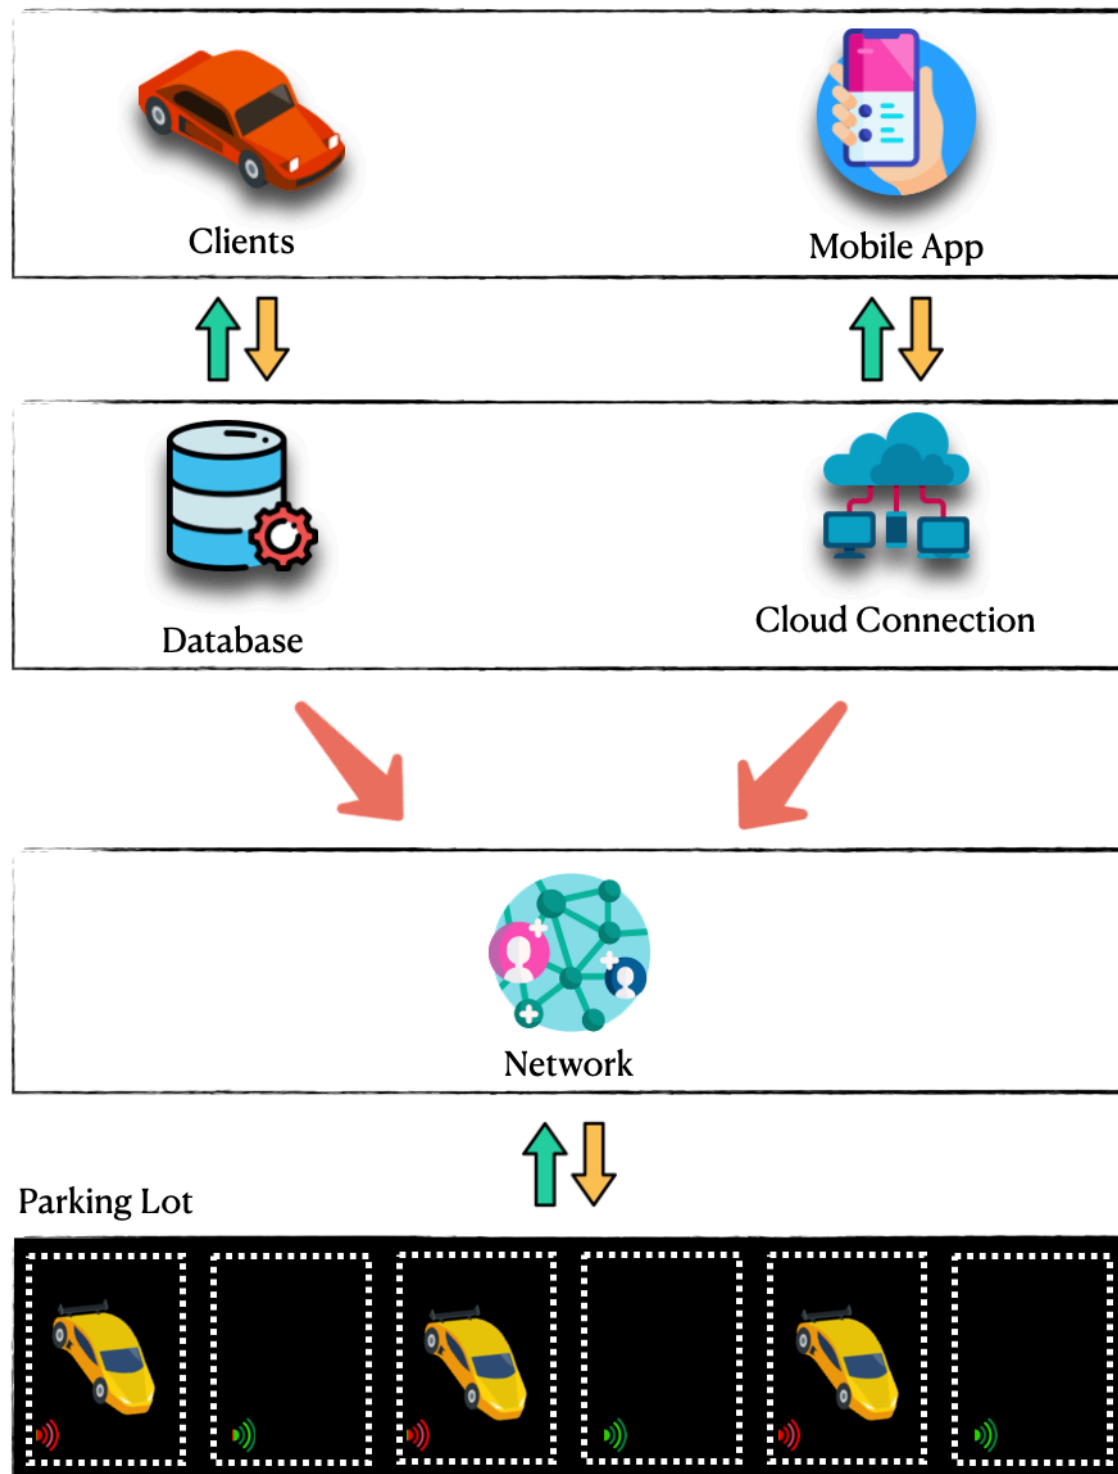 Clients
Mobile App
Database
Cloud Connection
Network
Parking Lot